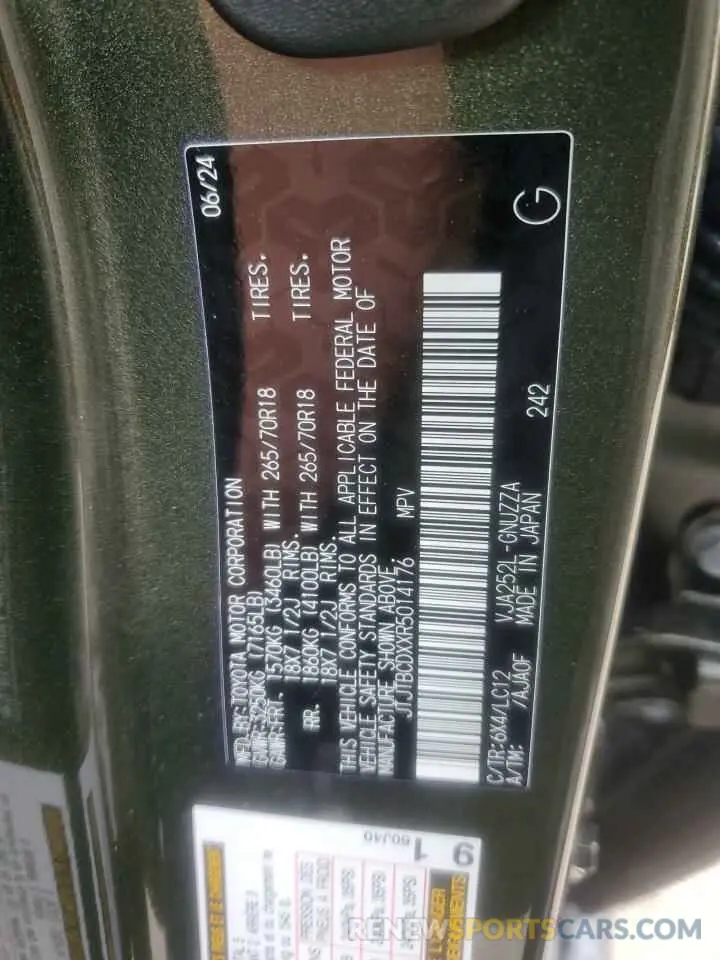 MFD. BY: TOYOTA MOTOR CORPORATION 06/24
GVWR: 3250KG (7165LB)
GAWR: FRT. 1570KG (3460LB) WITH 265/70R18 TIRES.
18X7 1/2J RIMS.
RR. 1860KG (4100LB) WITH 265/70R18 TIRES.
18X7 1/2J RIMS.
THIS VEHICLE CONFORMS TO ALL APPLICABLE FEDERAL MOTOR
VEHICLE SAFETY STANDARDS IN EFFECT ON THE DATE OF
MANUFACTURE SHOWN ABOVE.
JTJTBCDXXR5014176 MPV
C/TR: 6X4/LC12 VJA252L-GNUZZA 242
A/TM: /AJA0F MADE IN JAPAN
G
60J40
PRESSION
RENEWSPORTSCARS.COM